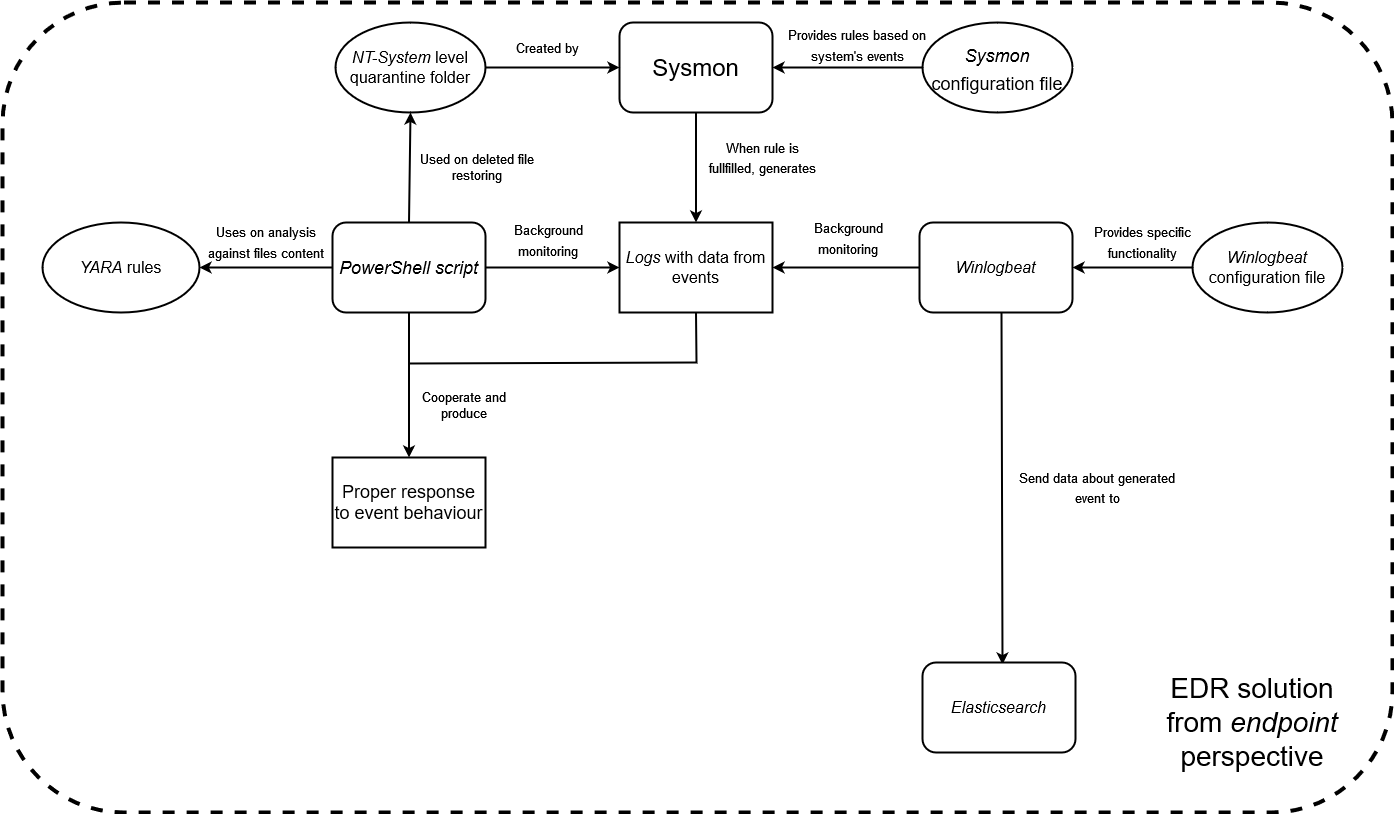 NT-System level
quarantine folder
Created by
Sysmon
Provides rules based on
system's events
Sysmon
configuration file
Used on deleted file
restoring
When rule is
fullfilled, generates
YARA rules
Uses on analysis
against files content
PowerShell script
Background
monitoring
Logs with data from
events
Background
monitoring
Winlogbeat
Provides specific
functionality
Winlogbeat
configuration file
Cooperate and
produce
Proper response
to event behaviour
Send data about generated
event to
Elasticsearch
EDR solution
from endpoint
perspective